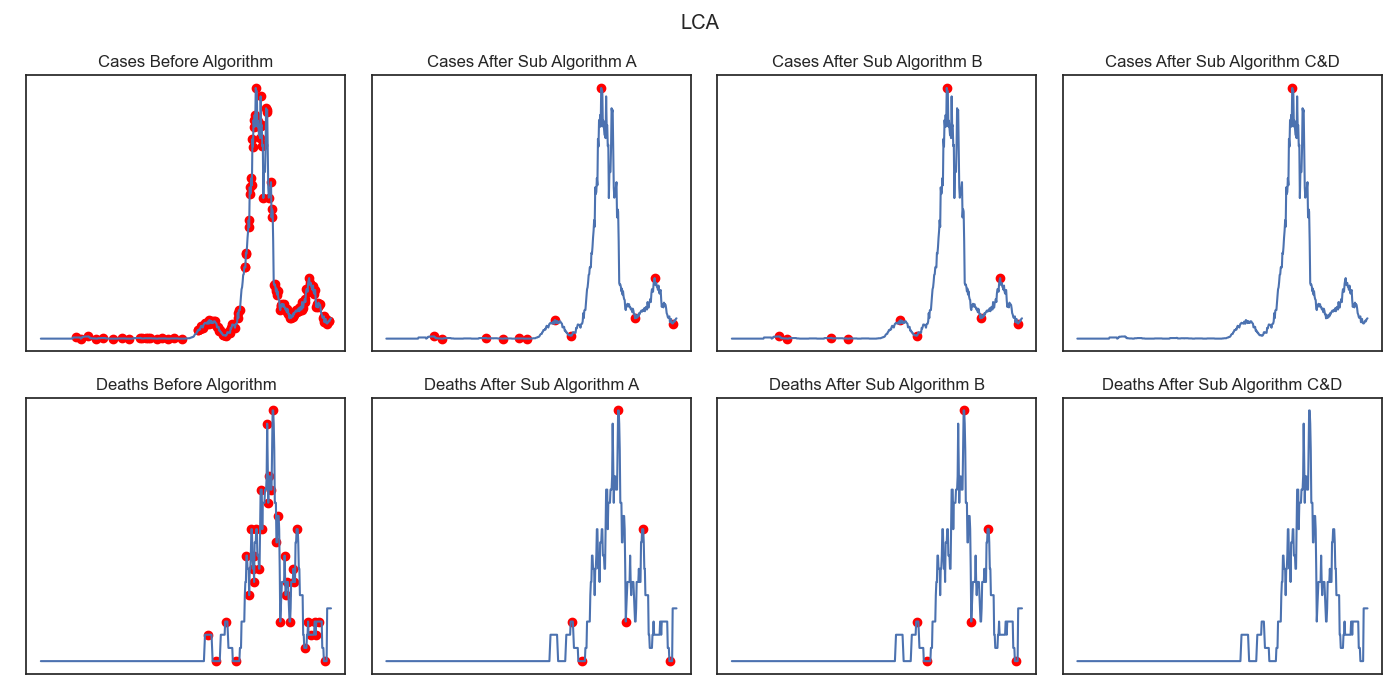 LCA
Cases Before Algorithm
Cases After Sub Algorithm A
Cases After Sub Algorithm B
Cases After Sub Algorithm C&D
Deaths Before Algorithm
Deaths After Sub Algorithm A
Deaths After Sub Algorithm B
Deaths After Sub Algorithm C&D